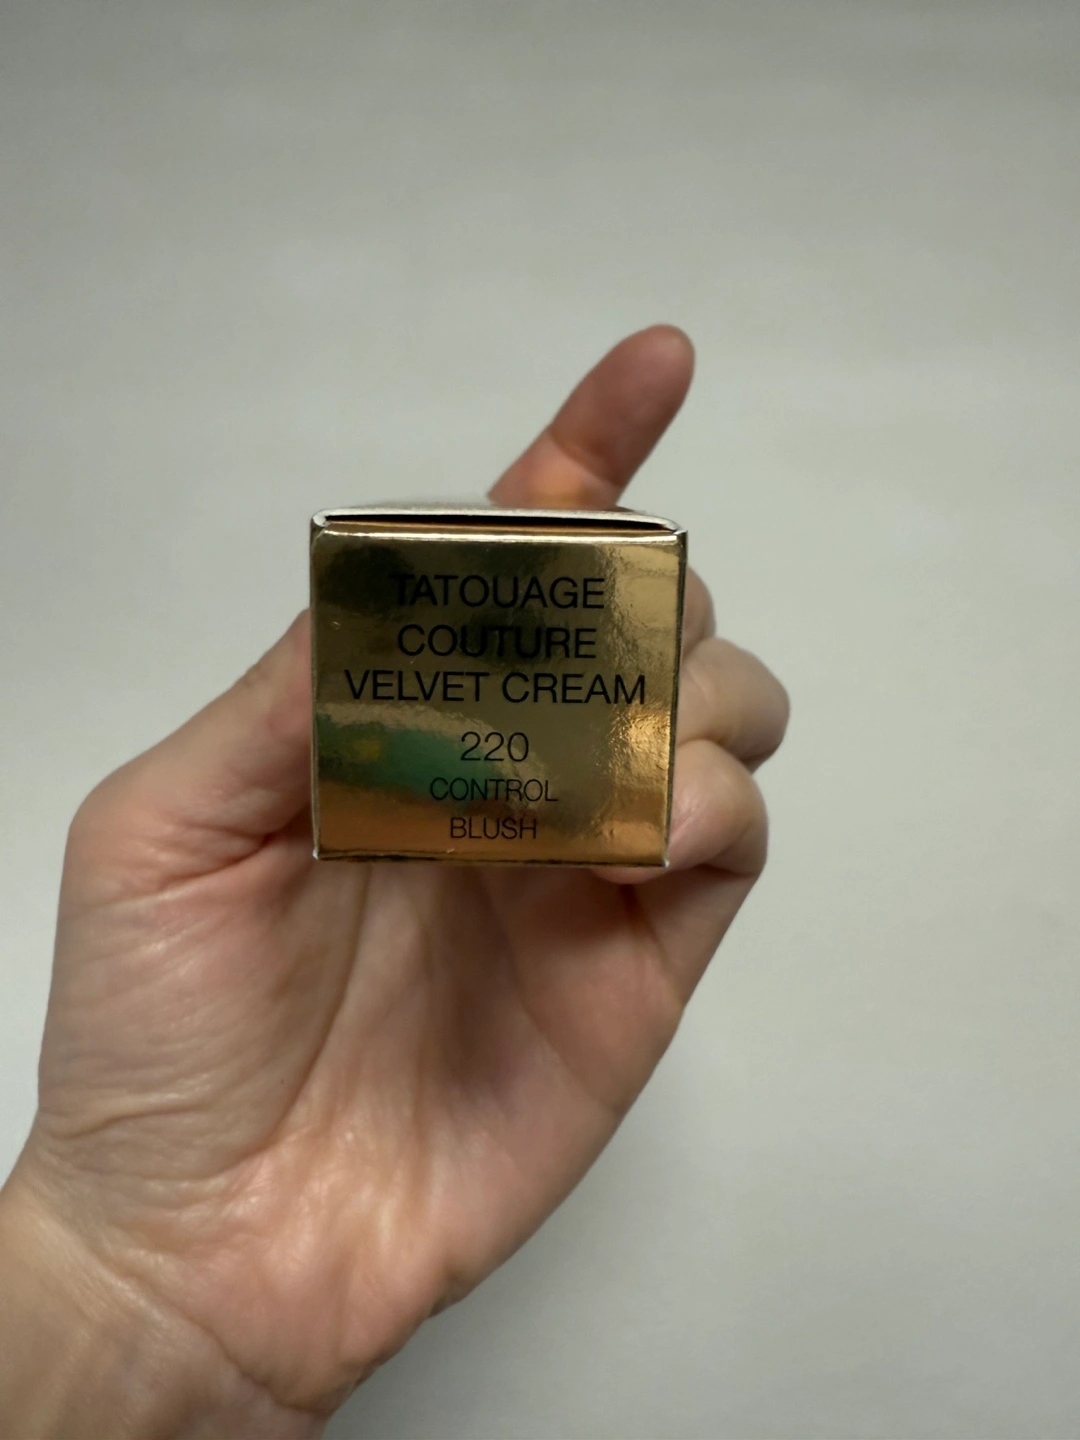 TATOUAGE
COUTURE
VELVET CREAM
220
CONTROL
BLUSH